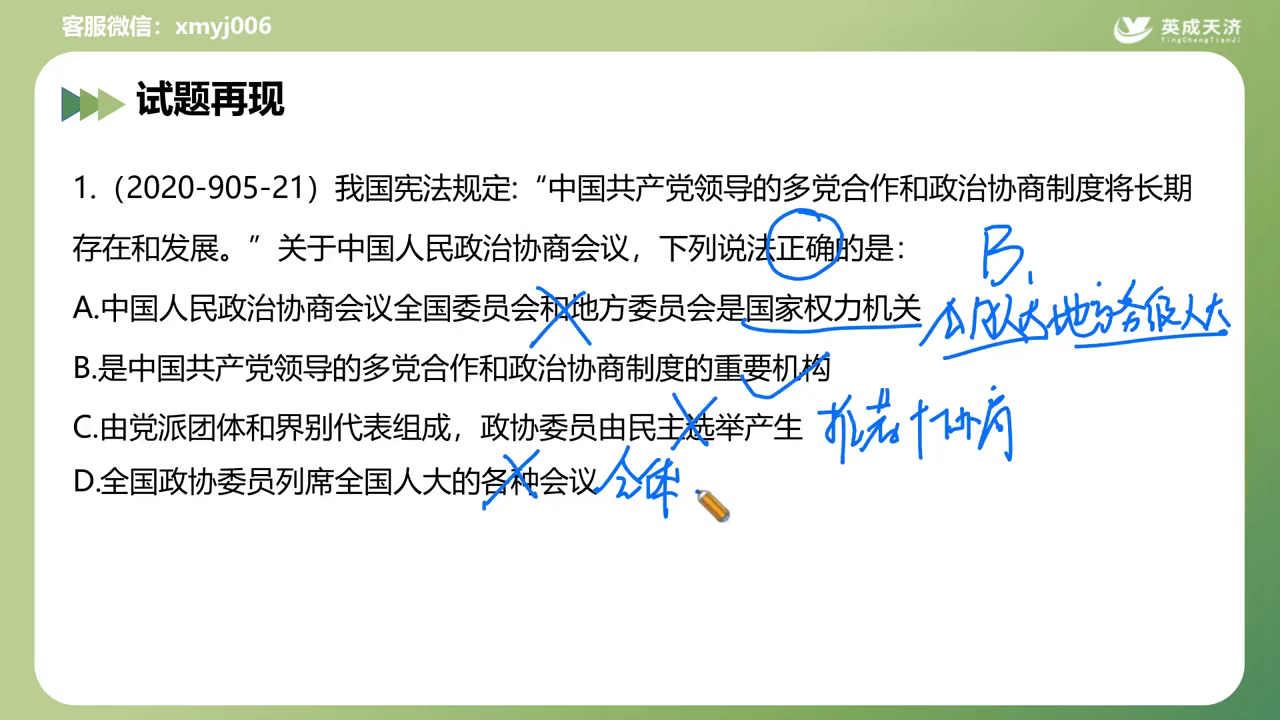 客服微信：xmyj006
英成天济
YingChengTianJi
试题再现
1.（2020-905-21）我国宪法规定:“中国共产党领导的多党合作和政治协商制度将长期
存在和发展。”关于中国人民政治协商会议，下列说法正确的是：
B.
A.中国人民政治协商会议全国委员会和地方委员会是国家权力机关 全国人大 地方各级人大
B.是中国共产党领导的多党合作和政治协商制度的重要机构
C.由党派团体和界别代表组成，政协委员由民主选举产生 推荐十协商
D.全国政协委员列席全国人大的各种会议 全体